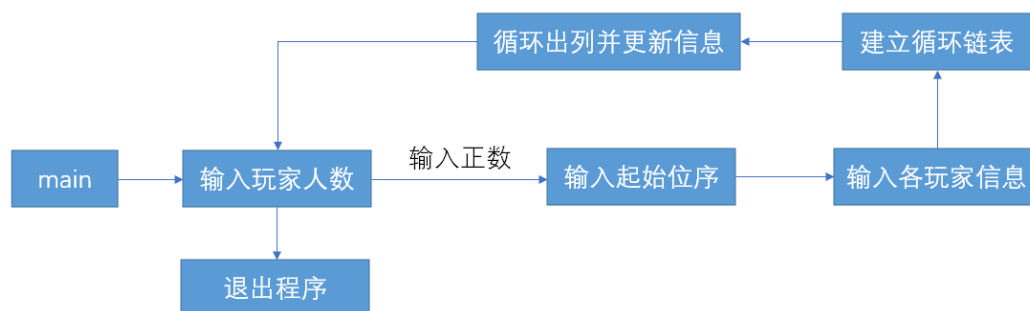 循环出列并更新信息
建立循环链表
main
输入玩家人数
输入正数
输入起始位序
输入各玩家信息
退出程序